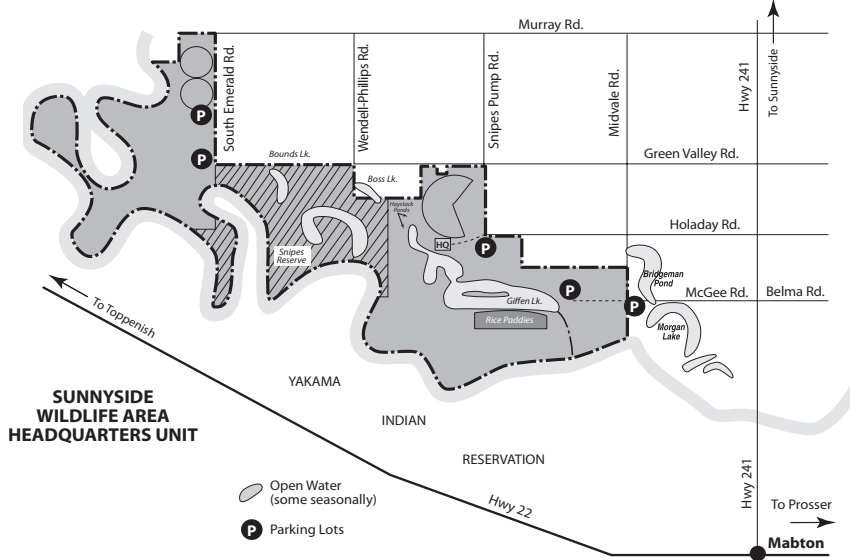 Murray Rd.
South Emerald Rd.
Wendell-Phillips Rd.
Snipes Pump Rd.
Midvale Rd.
Hwy 241
To Sunnyside
P
P
Bounds Lk.
Green Valley Rd.
Boss Lk.
Haystack
Ponds
Holaday Rd.
HQ
P
Snipes
Reserve
Bridgeman
Pond
P
Giffen Lk.
McGee Rd.
Belma Rd.
P
Rice Paddies
Morgan
Lake
To Toppenish
YAKAMA
INDIAN
RESERVATION
SUNNYSIDE
WILDLIFE AREA
HEADQUARTERS UNIT
Open Water
(some seasonally)
P
Parking Lots
Hwy 22
Hwy 241
To Prosser
Mabton